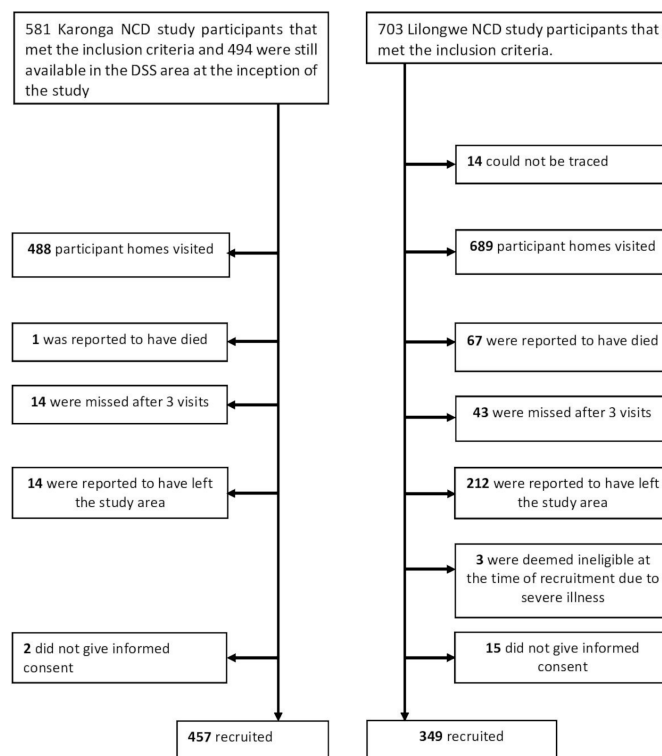 581 Karonga NCD study participants that
met the inclusion criteria and 494 were still
available in the DSS area at the inception of
the study
488 participant homes visited
1 was reported to have died
14 were missed after 3 visits
14 were reported to have left
the study area
2 did not give informed
consent
457 recruited
703 Lilongwe NCD study participants that
met the inclusion criteria.
14 could not be traced
689 participant homes visited
67 were reported to have died
43 were missed after 3 visits
212 were reported to have left
the study area
3 were deemed ineligible at
the time of recruitment due to
severe illness
15 did not give informed
consent
349 recruited